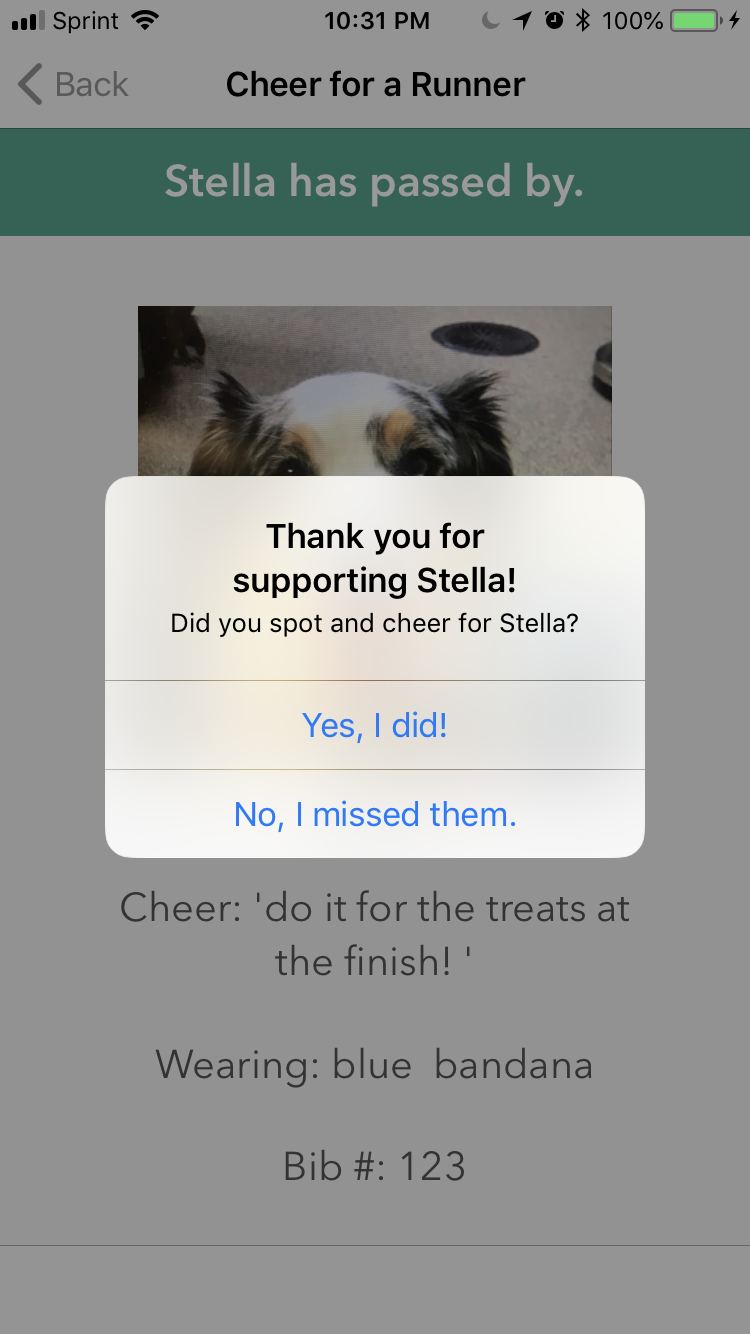 Sprint 10:31 PM 100%
Back Cheer for a Runner
Stella has passed by.
Thank you for
supporting Stella!
Did you spot and cheer for Stella?
Yes, I did!
No, I missed them.
Cheer: 'do it for the treats at
the finish! '
Wearing: blue  bandana
Bib #: 123